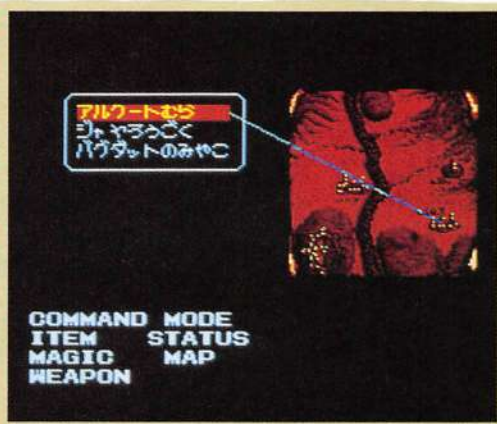 アルクートむら
ジャやろうごく
バグダットのみやこ
COMMAND MODE
ITEM STATUS
MAGIC MAP
WEAPON